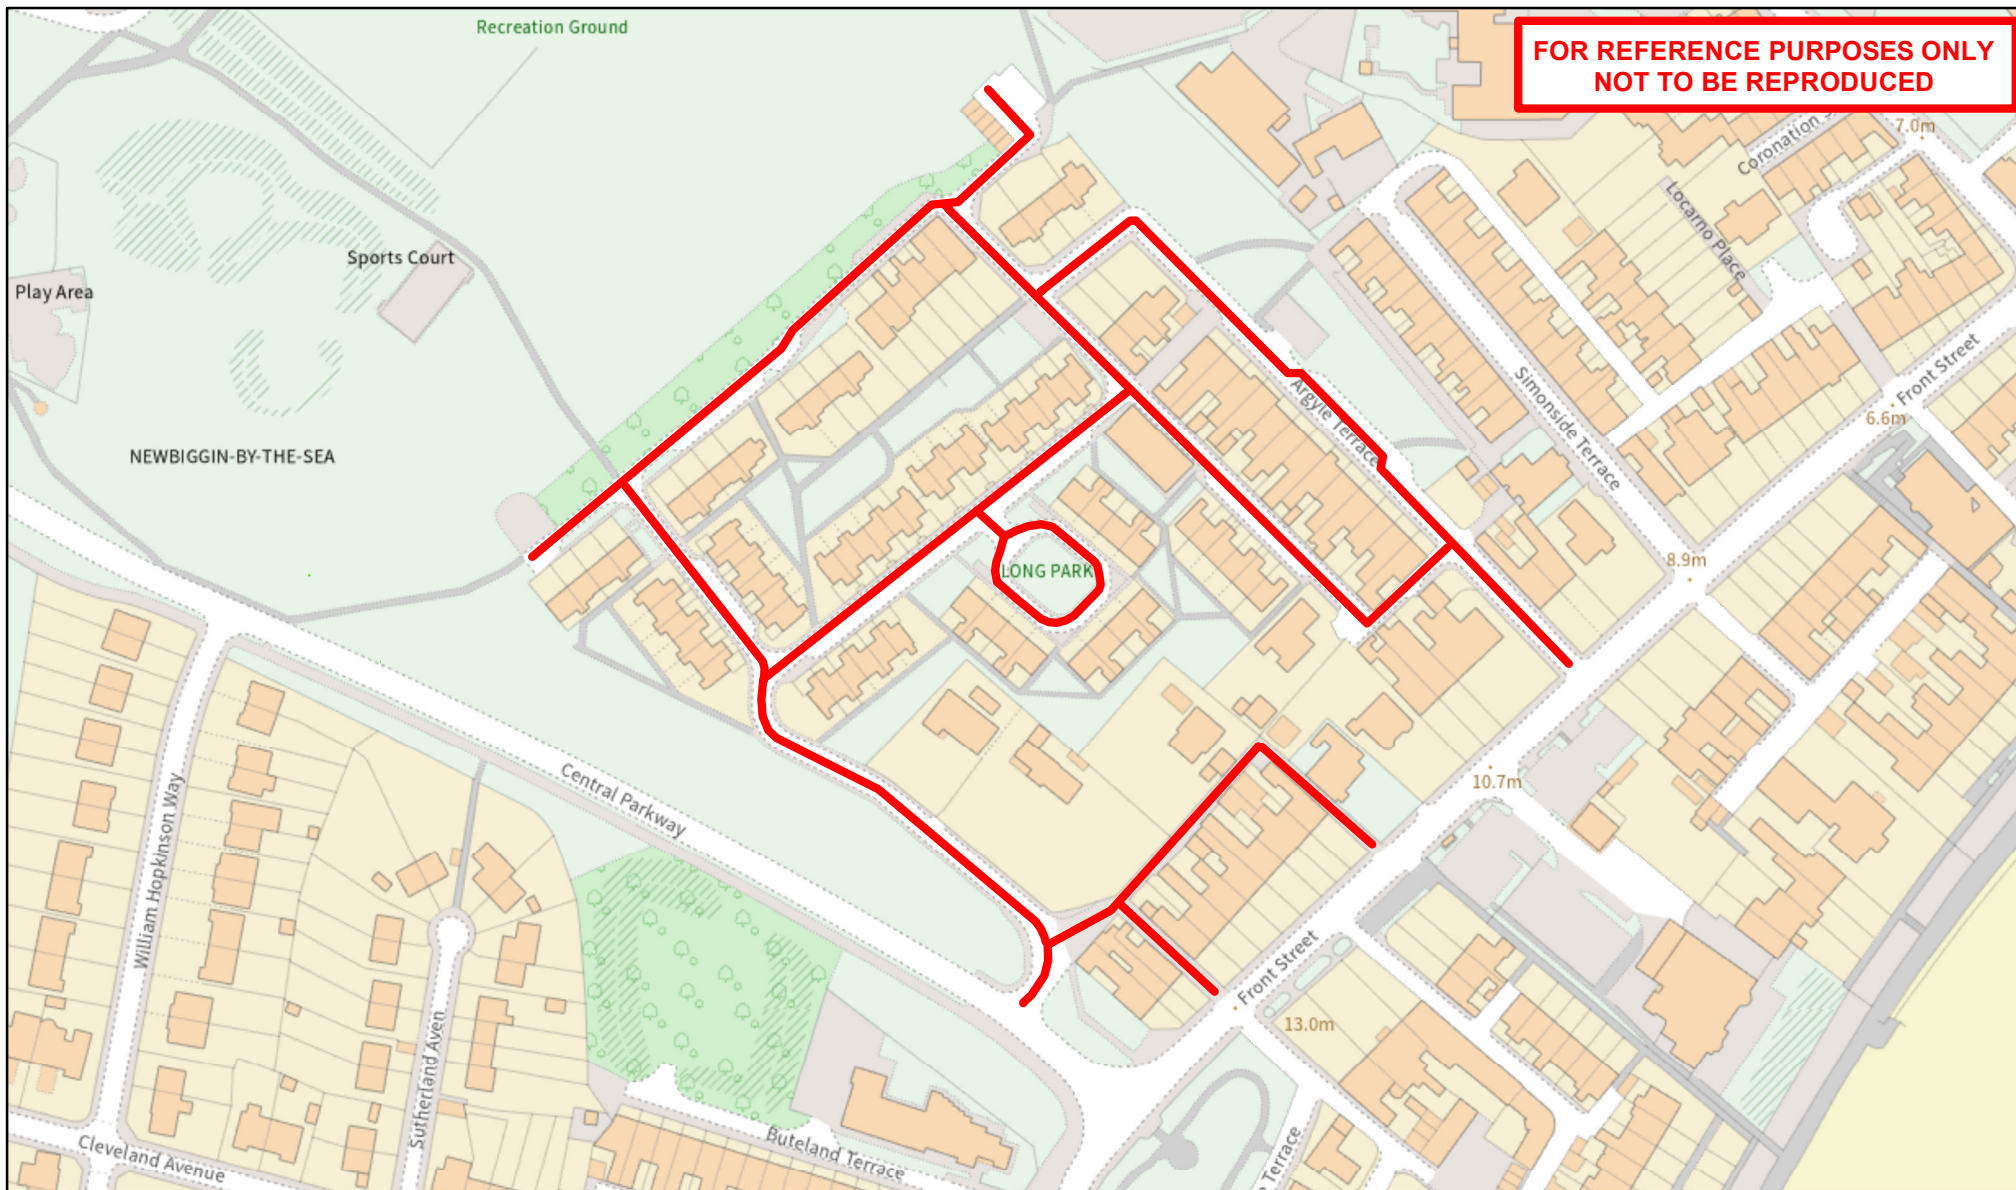 Recreation Ground
FOR REFERENCE PURPOSES ONLY
NOT TO BE REPRODUCED
7.0m
Coronation
Locarno Place
Sports Court
Play Area
Front Street
6.6m
Simonside Terrace
Argyle Terrace
NEWBIGGIN-BY-THE-SEA
8.9m
LONG PARK
Central Parkway
10.7m
William Hopkinson Way
Front Street
13.0m
Sutherland Aven
Buteland Terrace
Cleveland Avenue
Terrace